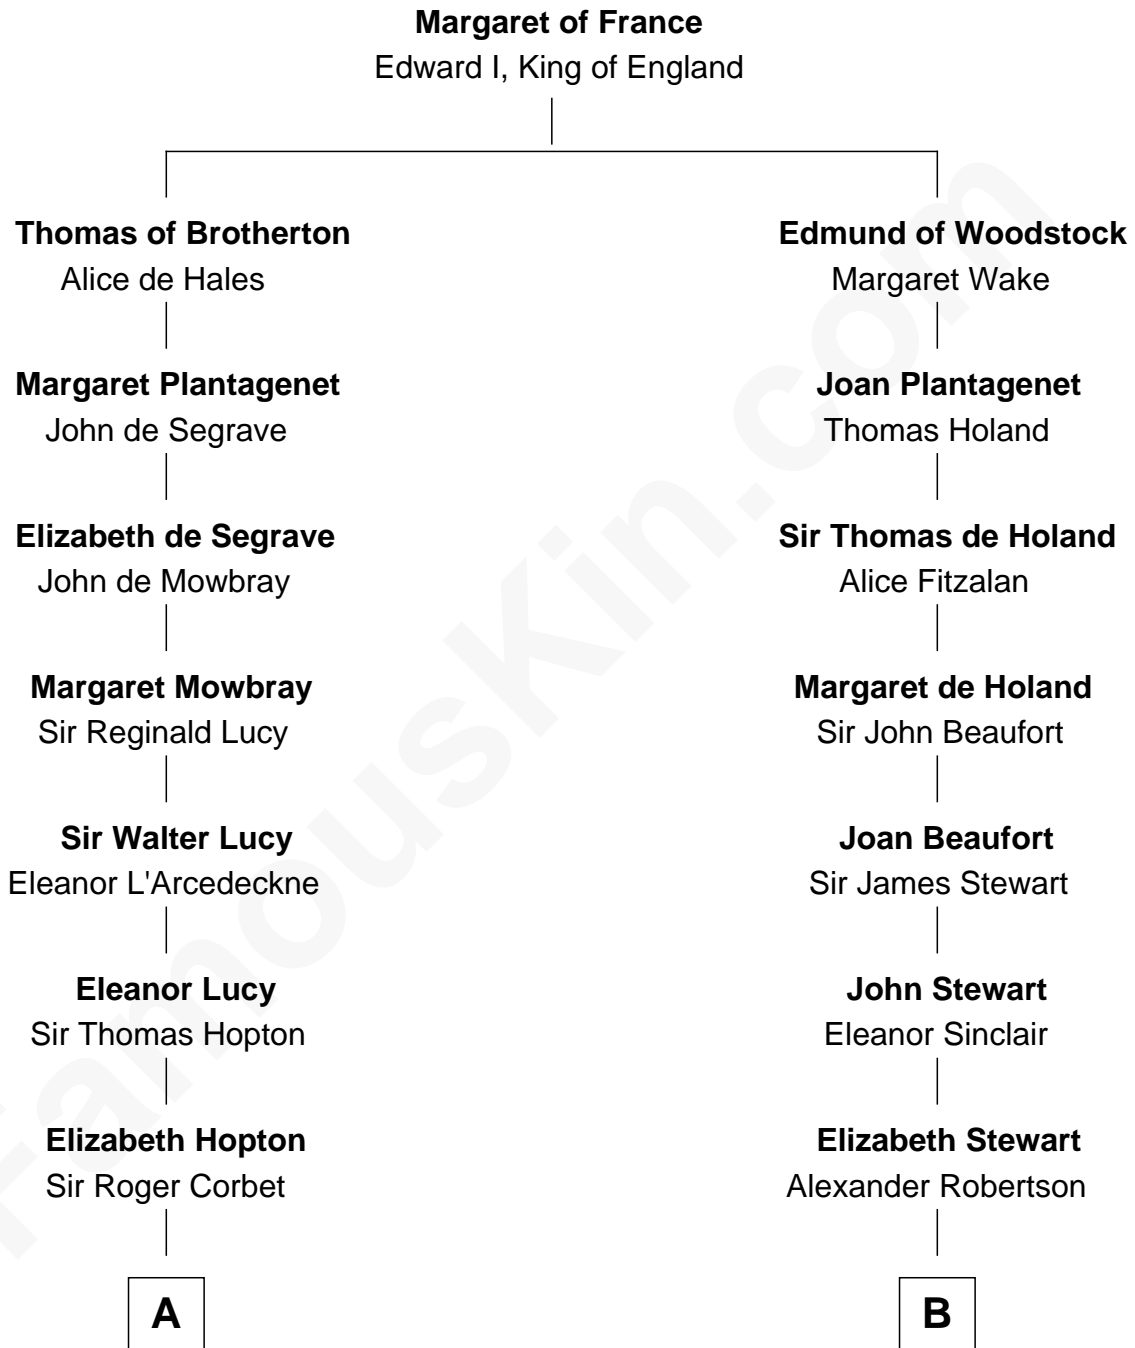 Margaret of France
Edward I, King of England
Thomas of Brotherton
Alice de Hales
Edmund of Woodstock
Margaret Wake
Margaret Plantagenet
John de Segrave
Joan Plantagenet
Thomas Holand
Elizabeth de Segrave
John de Mowbray
Sir Thomas de Holand
Alice Fitzalan
Margaret Mowbray
Sir Reginald Lucy
Margaret de Holand
Sir John Beaufort
Sir Walter Lucy
Eleanor L'Arcedeckne
Joan Beaufort
Sir James Stewart
Eleanor Lucy
Sir Thomas Hopton
John Stewart
Eleanor Sinclair
Elizabeth Hopton
Sir Roger Corbet
Elizabeth Stewart
Alexander Robertson
A
B
FamousKin.com